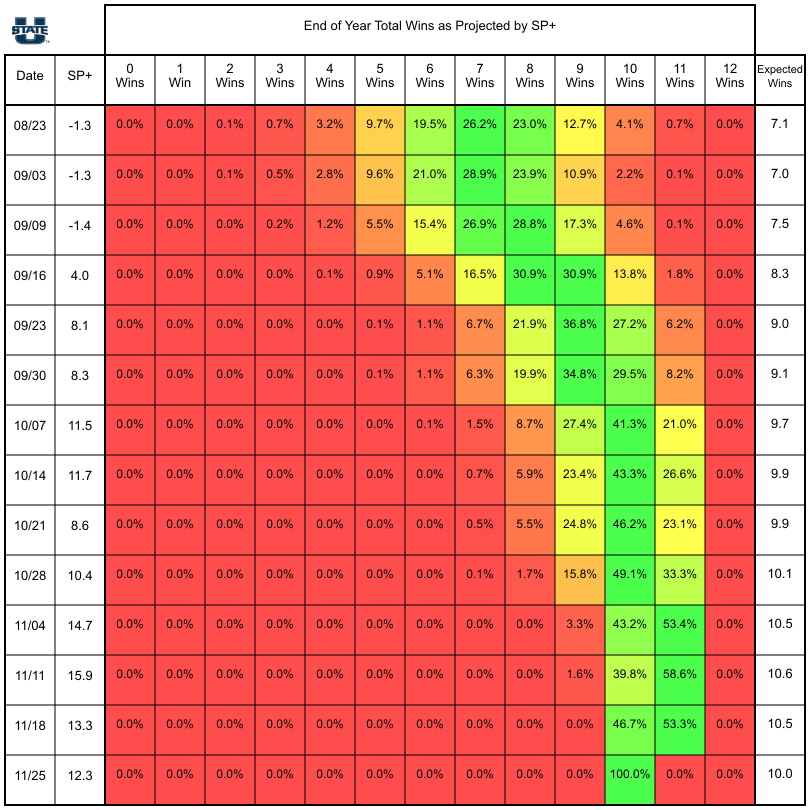 U
STATE
End of Year Total Wins as Projected by SP+
Date SP+ 0 Wins 1 Win 2 Wins 3 Wins 4 Wins 5 Wins 6 Wins 7 Wins 8 Wins 9 Wins 10 Wins 11 Wins 12 Wins Expected Wins
08/23 -1.3 0.0% 0.0% 0.1% 0.7% 3.2% 9.7% 19.5% 26.2% 23.0% 12.7% 4.1% 0.7% 0.0% 7.1
09/03 -1.3 0.0% 0.0% 0.1% 0.5% 2.8% 9.6% 21.0% 28.9% 23.9% 10.9% 2.2% 0.1% 0.0% 7.0
09/09 -1.4 0.0% 0.0% 0.0% 0.2% 1.2% 5.5% 15.4% 26.9% 28.8% 17.3% 4.6% 0.1% 0.0% 7.5
09/16 4.0 0.0% 0.0% 0.0% 0.0% 0.1% 0.9% 5.1% 16.5% 30.9% 30.9% 13.8% 1.8% 0.0% 8.3
09/23 8.1 0.0% 0.0% 0.0% 0.0% 0.0% 0.1% 1.1% 6.7% 21.9% 36.8% 27.2% 6.2% 0.0% 9.0
09/30 8.3 0.0% 0.0% 0.0% 0.0% 0.0% 0.1% 1.1% 6.3% 19.9% 34.8% 29.5% 8.2% 0.0% 9.1
10/07 11.5 0.0% 0.0% 0.0% 0.0% 0.0% 0.0% 0.1% 1.5% 8.7% 27.4% 41.3% 21.0% 0.0% 9.7
10/14 11.7 0.0% 0.0% 0.0% 0.0% 0.0% 0.0% 0.0% 0.7% 5.9% 23.4% 43.3% 26.6% 0.0% 9.9
10/21 8.6 0.0% 0.0% 0.0% 0.0% 0.0% 0.0% 0.0% 0.5% 5.5% 24.8% 46.2% 23.1% 0.0% 9.9
10/28 10.4 0.0% 0.0% 0.0% 0.0% 0.0% 0.0% 0.0% 0.1% 1.7% 15.8% 49.1% 33.3% 0.0% 10.1
11/04 14.7 0.0% 0.0% 0.0% 0.0% 0.0% 0.0% 0.0% 0.0% 0.0% 3.3% 43.2% 53.4% 0.0% 10.5
11/11 15.9 0.0% 0.0% 0.0% 0.0% 0.0% 0.0% 0.0% 0.0% 0.0% 1.6% 39.8% 58.6% 0.0% 10.6
11/18 13.3 0.0% 0.0% 0.0% 0.0% 0.0% 0.0% 0.0% 0.0% 0.0% 0.0% 46.7% 53.3% 0.0% 10.5
11/25 12.3 0.0% 0.0% 0.0% 0.0% 0.0% 0.0% 0.0% 0.0% 0.0% 0.0% 100.0% 0.0% 0.0% 10.0